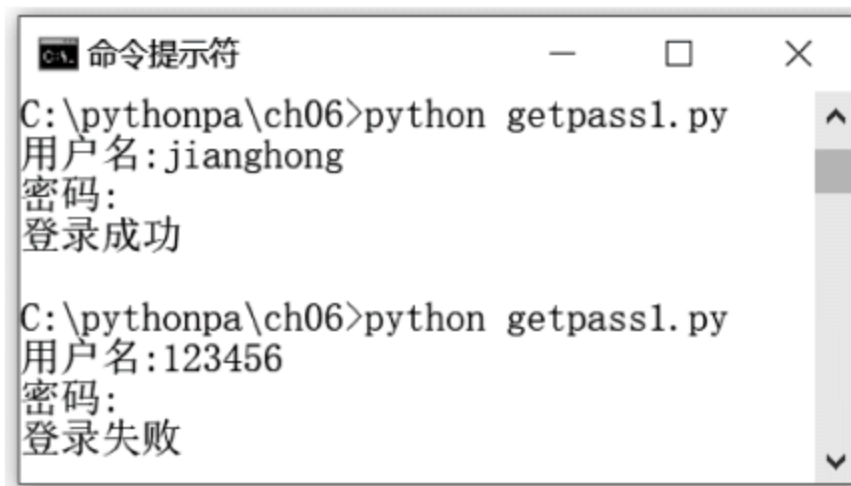 命令提示符
C:\pythonpa\ch06>python getpass1.py
用户名:jianghong
密码:
登录成功
C:\pythonpa\ch06>python getpass1.py
用户名:123456
密码:
登录失败